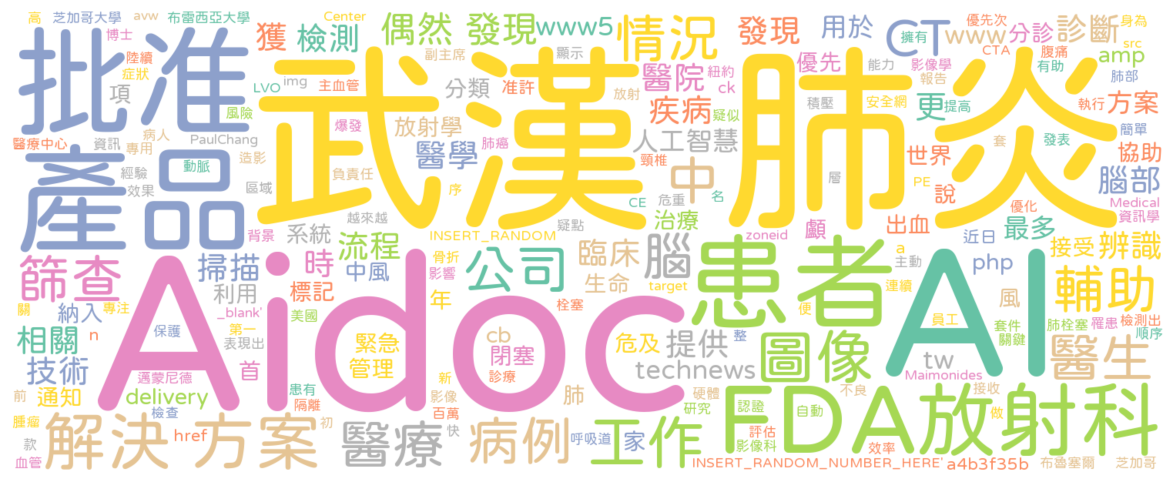 高 芝加哥大學 avw 布雷西亞大學
博士
陸續
症狀
批准
獲 檢測
偶然 發現 www5
情況
發現 用於
CT
擁有
優先次
www 分診 診斷
身為
src
CTA 腹痛
amp
有助
Center
副主席 顯示
醫院 紐約
優先
能力
影像學
報告
肺部
LVO img 主血管
准許 分類
放射
疾病
ck
疑似
積壓
安全網
更 提高
執行 方案
項
風險
武漢肺炎
醫療中心 資訊 病人
專用
PaulChang
爆發 放射學
肺癌
人工智慧
發表
簡單
套
世界
協助
產品
動脈
造影
負責任
醫學
頸椎
中
層
PE
說
腦部
經驗
效果
區域
越來越
序
CE
危重
名
優化
Medical
資訊學
背景 系統 流程
INSERT_RANDOM
疑點
治療
zoneid
顱
出血
近日
最多
篩查
掃描
時
中風
骨折
影響
公司
臨床
生命
腦
患者
AI
a
主動
php
接受 辨識
連續
關
專注
納入 利用 標記
年
target
栓塞
使
風
員工
輔助
_blank'
n
保護
第一
表現出
美國
Aidoc
cb
閉塞
診療
整
危及 提供
圖像
套件
關鍵
肺栓塞 罹患
檢測出
順序
相關
技術
邁蒙尼德
首
緊急
管理
technews
tw
Maimonides
醫生
前 通知
delivery
患有
隔離
新
影像
百萬
肺
硬體
研究
認證
自動
不良
接收
做
腫瘤
檢查
款
血管
href
解決方案
初
醫療
快
病例
呼吸道
家
工作
FDA
評估
影像科
效率
放射科
INSERT_RANDOM_NUMBER_HERE' a4b3f35b 布魯塞爾 芝加哥